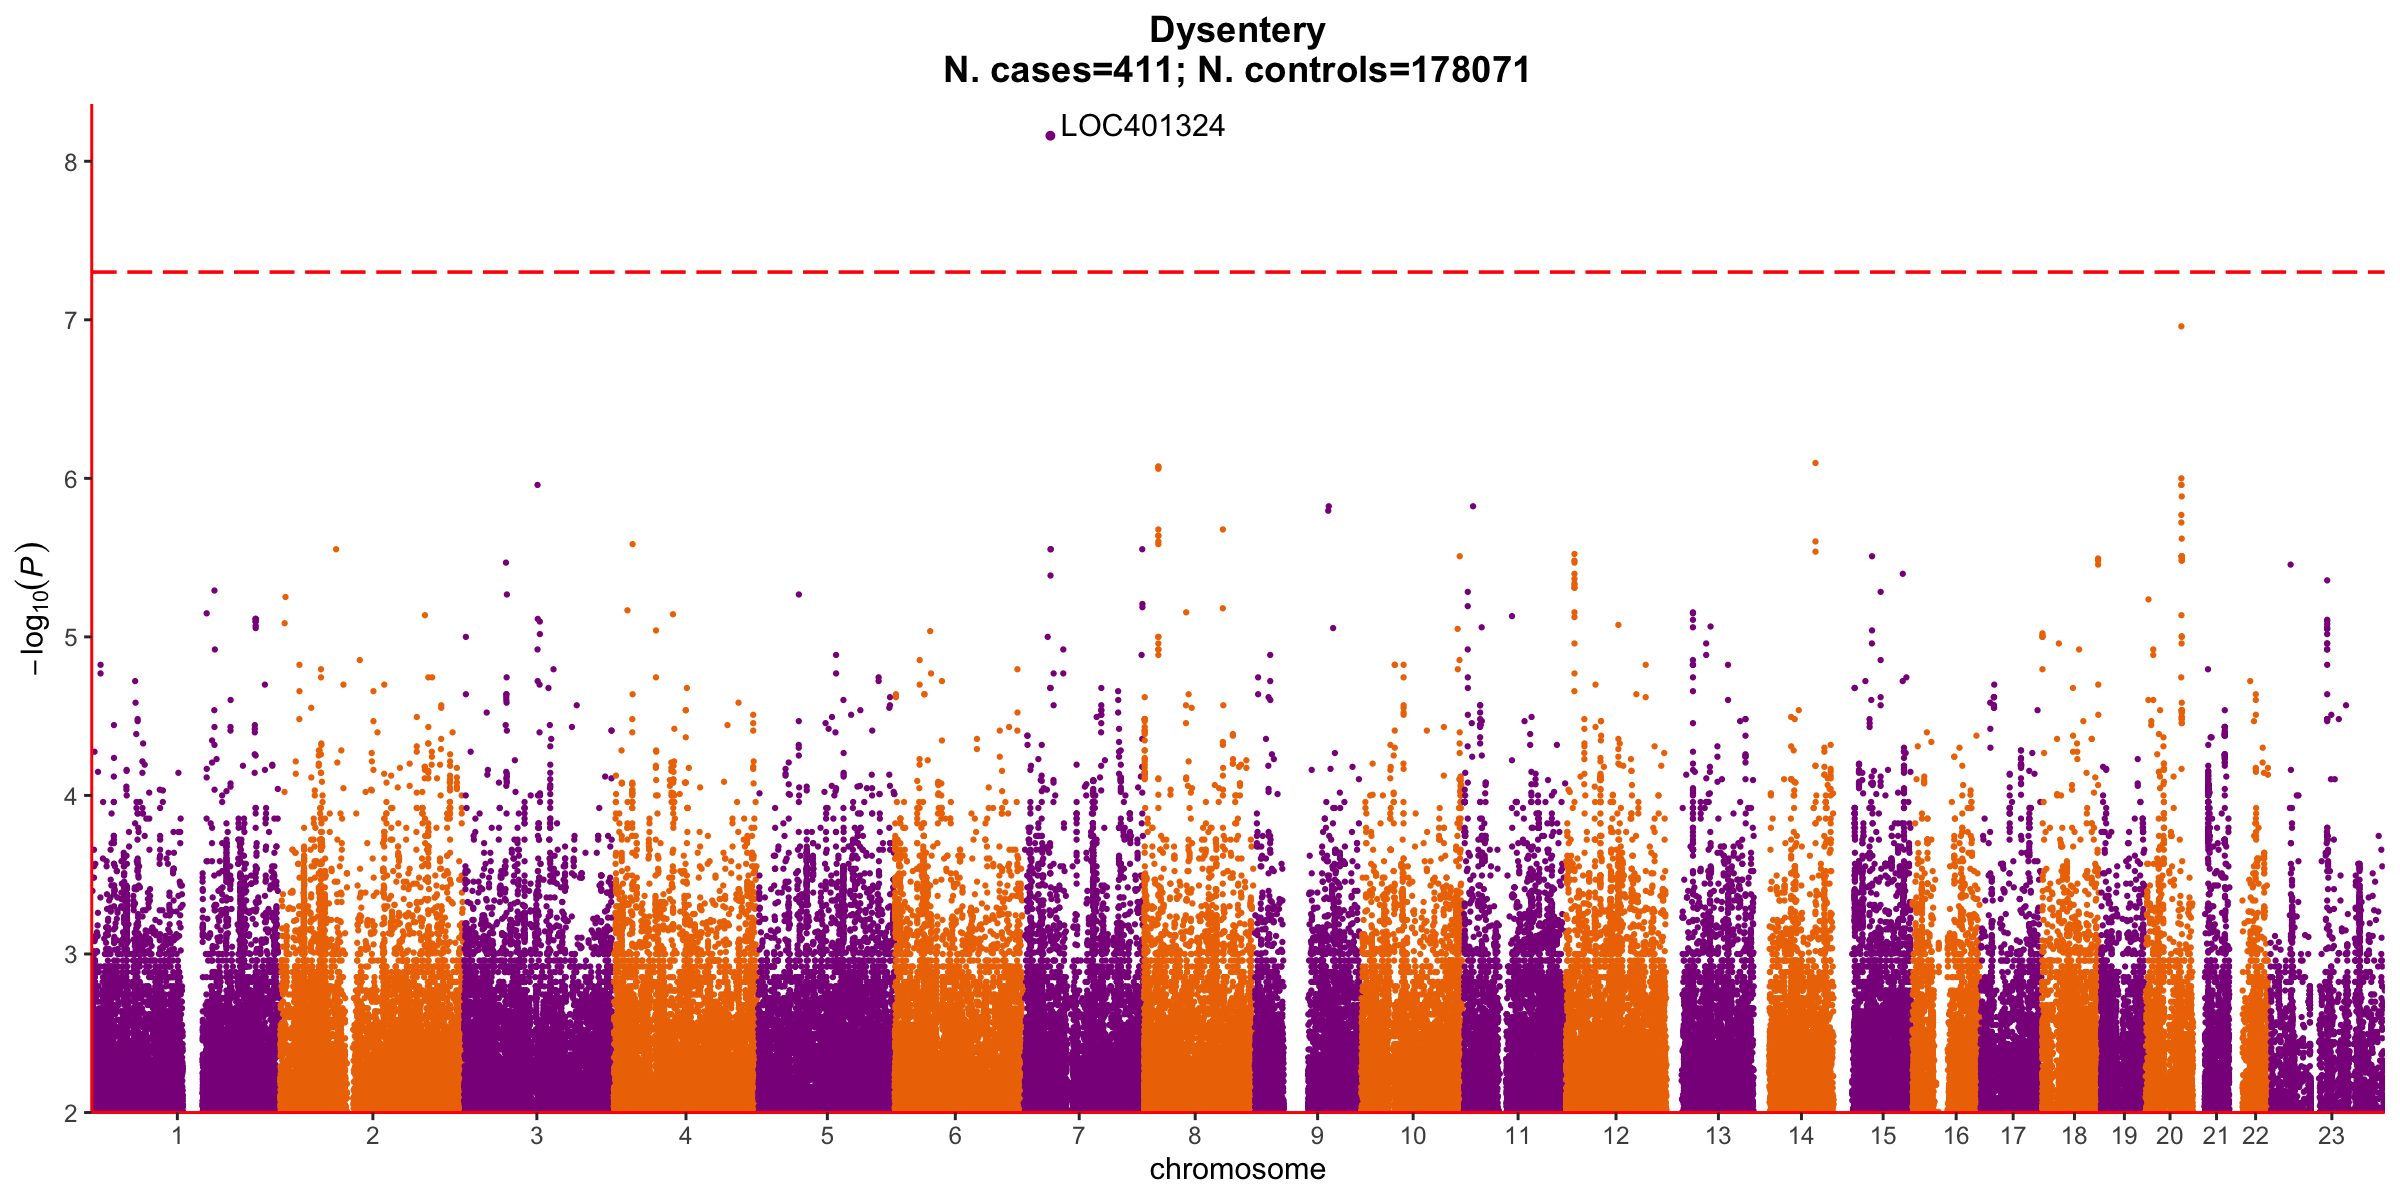 Dysentery
N. cases=411; N. controls=178071
LOC401324
8
7
6
5
4
3
2
−log10(P)
1 2 3 4 5 6 7 8 9 10 11 12 13 14 15 16 17 18 19 20 21 22 23
chromosome